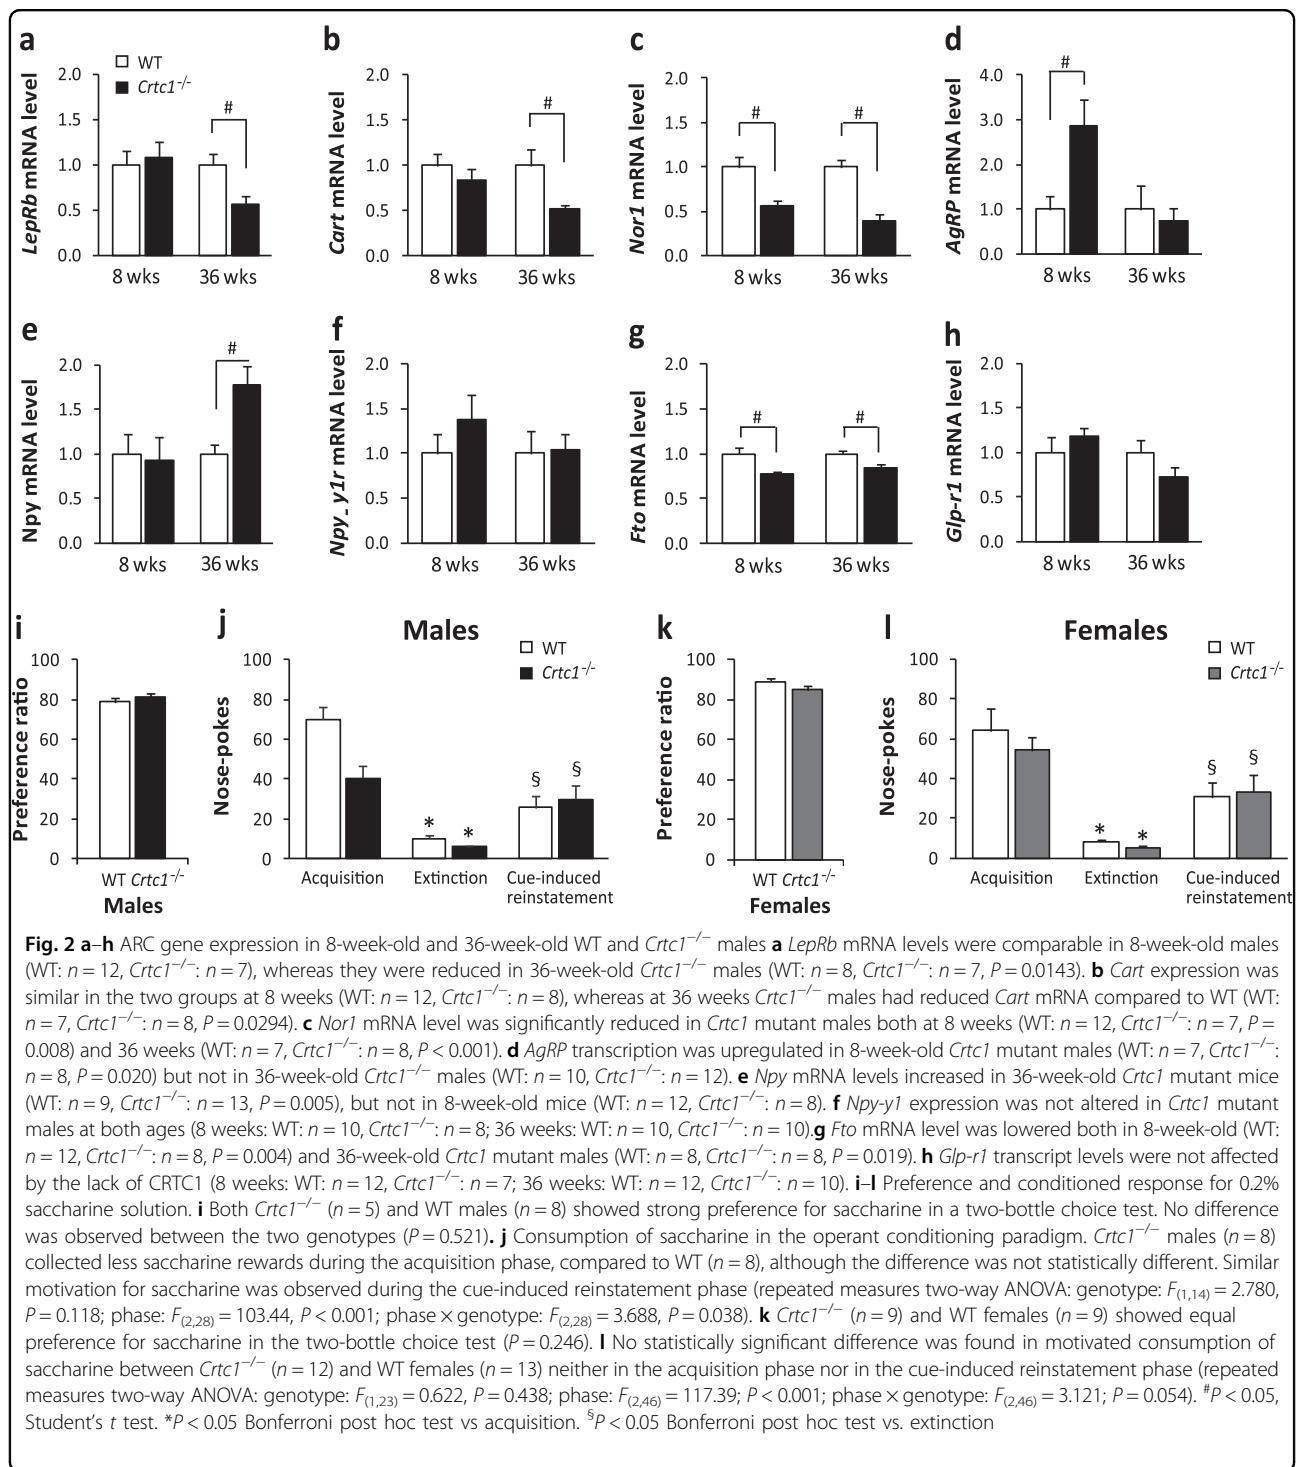 a
b
c
d
WT
Crtc1-/-
LepRb mRNA level
2.0
1.5
1.0
0.5
0.0
#
8 wks
36 wks
Cart mRNA level
2.0
1.5
1.0
0.5
0.0
#
8 wks
36 wks
Nor1 mRNA level
2.0
1.5
1.0
0.5
0.0
#
#
8 wks
36 wks
AgRP mRNA level
4.0
3.0
2.0
1.0
0.0
#
8 wks
36 wks
e
f
g
h
Npy mRNA level
2.0
1.5
1.0
0.5
0.0
#
8 wks
36 wks
Npy_y1r mRNA level
2.0
1.5
1.0
0.5
0.0
8 wks
36 wks
Fto mRNA level
2.0
1.5
1.0
0.5
0.0
#
#
8 wks
36 wks
Glp-r1 mRNA level
2.0
1.5
1.0
0.5
0.0
8 wks
36 wks
i
Preference ratio
100
80
60
40
20
0
WT Crtc1-/-
Males
j
Males
WT
Crtc1-/-
Nose-pokes
100
80
60
40
20
0
*
*
§
§
Acquisition
Extinction
Cue-induced
reinstatement
k
Preference ratio
100
80
60
40
20
0
WT Crtc1-/-
Females
l
Females
WT
Crtc1-/-
Nose-pokes
100
80
60
40
20
0
*
*
§
§
Acquisition
Extinction
Cue-induced
reinstatement
Fig. 2 a–h ARC gene expression in 8-week-old and 36-week-old WT and Crtc1−/− males a LepRb mRNA levels were comparable in 8-week-old males
(WT: n = 12, Crtc1−/−: n = 7), whereas they were reduced in 36-week-old Crtc1−/− males (WT: n = 8, Crtc1−/−: n = 7, P = 0.0143). b Cart expression was
similar in the two groups at 8 weeks (WT: n = 12, Crtc1−/−: n = 8), whereas at 36 weeks Crtc1−/− males had reduced Cart mRNA compared to WT (WT:
n = 7, Crtc1−/−: n = 8, P = 0.0294). c Nor1 mRNA level was significantly reduced in Crtc1 mutant males both at 8 weeks (WT: n = 12, Crtc1−/−: n = 7, P =
0.008) and 36 weeks (WT: n = 7, Crtc1−/−: n = 8, P < 0.001). d AgRP transcription was upregulated in 8-week-old Crtc1 mutant males (WT: n = 7, Crtc1−/−:
n = 8, P = 0.020) but not in 36-week-old Crtc1−/− males (WT: n = 10, Crtc1−/−: n = 12). e Npy mRNA levels increased in 36-week-old Crtc1 mutant mice
(WT: n = 9, Crtc1−/−: n = 13, P = 0.005), but not in 8-week-old mice (WT: n = 12, Crtc1−/−: n = 8). f Npy-y1 expression was not altered in Crtc1 mutant
males at both ages (8 weeks: WT: n = 10, Crtc1−/−: n = 8; 36 weeks: WT: n = 10, Crtc1−/−: n = 10).g Fto mRNA level was lowered both in 8-week-old (WT:
n = 12, Crtc1−/−: n = 8, P = 0.004) and 36-week-old Crtc1 mutant males (WT: n = 8, Crtc1−/−: n = 8, P = 0.019). h Glp-r1 transcript levels were not affected
by the lack of CRTC1 (8 weeks: WT: n = 12, Crtc1−/−: n = 7; 36 weeks: WT: n = 12, Crtc1−/−: n = 10). i–l Preference and conditioned response for 0.2%
saccharine solution. i Both Crtc1−/− (n = 5) and WT males (n = 8) showed strong preference for saccharine in a two-bottle choice test. No difference
was observed between the two genotypes (P = 0.521). j Consumption of saccharine in the operant conditioning paradigm. Crtc1−/− males (n = 8)
collected less saccharine rewards during the acquisition phase, compared to WT (n = 8), although the difference was not statistically different. Similar
motivation for saccharine was observed during the cue-induced reinstatement phase (repeated measures two-way ANOVA: genotype: F(1,14) = 2.780,
P = 0.118; phase: F(2,28) = 103.44, P < 0.001; phase × genotype: F(2,28) = 3.688, P = 0.038). k Crtc1−/− (n = 9) and WT females (n = 9) showed equal
preference for saccharine in the two-bottle choice test (P = 0.246). l No statistically significant difference was found in motivated consumption of
saccharine between Crtc1−/− (n = 12) and WT females (n = 13) neither in the acquisition phase nor in the cue-induced reinstatement phase (repeated
measures two-way ANOVA: genotype: F(1,23) = 0.622, P = 0.438; phase: F(2,46) = 117.39; P < 0.001; phase × genotype: F(2,46) = 3.121; P = 0.054). #P < 0.05,
Student's t test. *P < 0.05 Bonferroni post hoc test vs acquisition. §P < 0.05 Bonferroni post hoc test vs. extinction